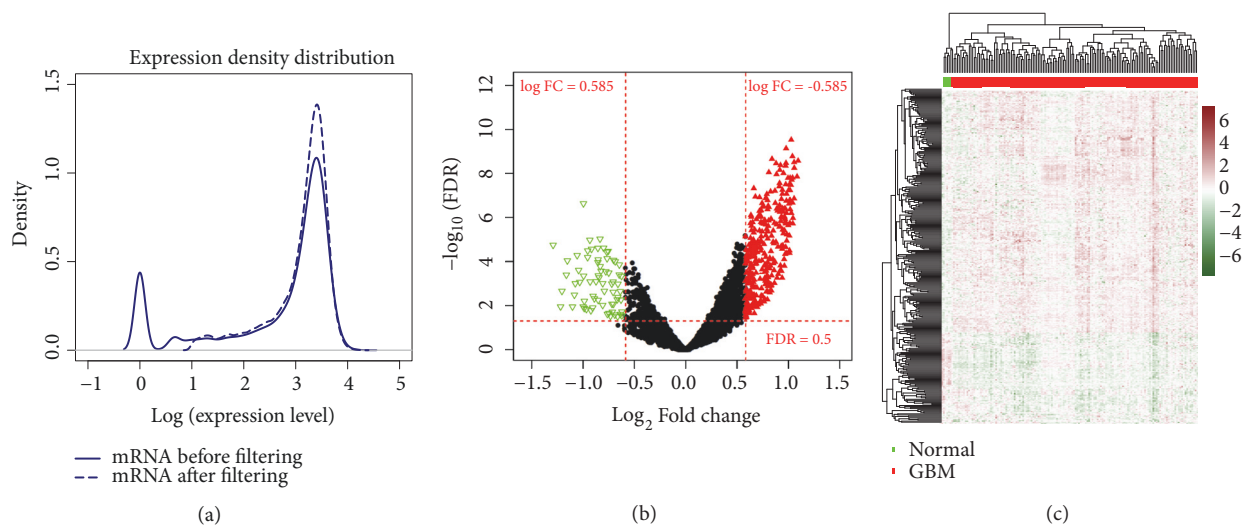 Expression density distribution
1.5
1.0
0.5
0.0
Density
−1 0 1 2 3 4 5
Log (expression level)
mRNA before filtering
mRNA after filtering
(a)
log FC = 0.585
log FC = -0.585
12
10
8
6
4
2
0
−log10 (FDR)
FDR = 0.5
−1.5 −1.0 −0.5 0.0 0.5 1.0 1.5
Log2 Fold change
(b)
6
4
2
0
−2
−4
−6
Normal
GBM
(c)